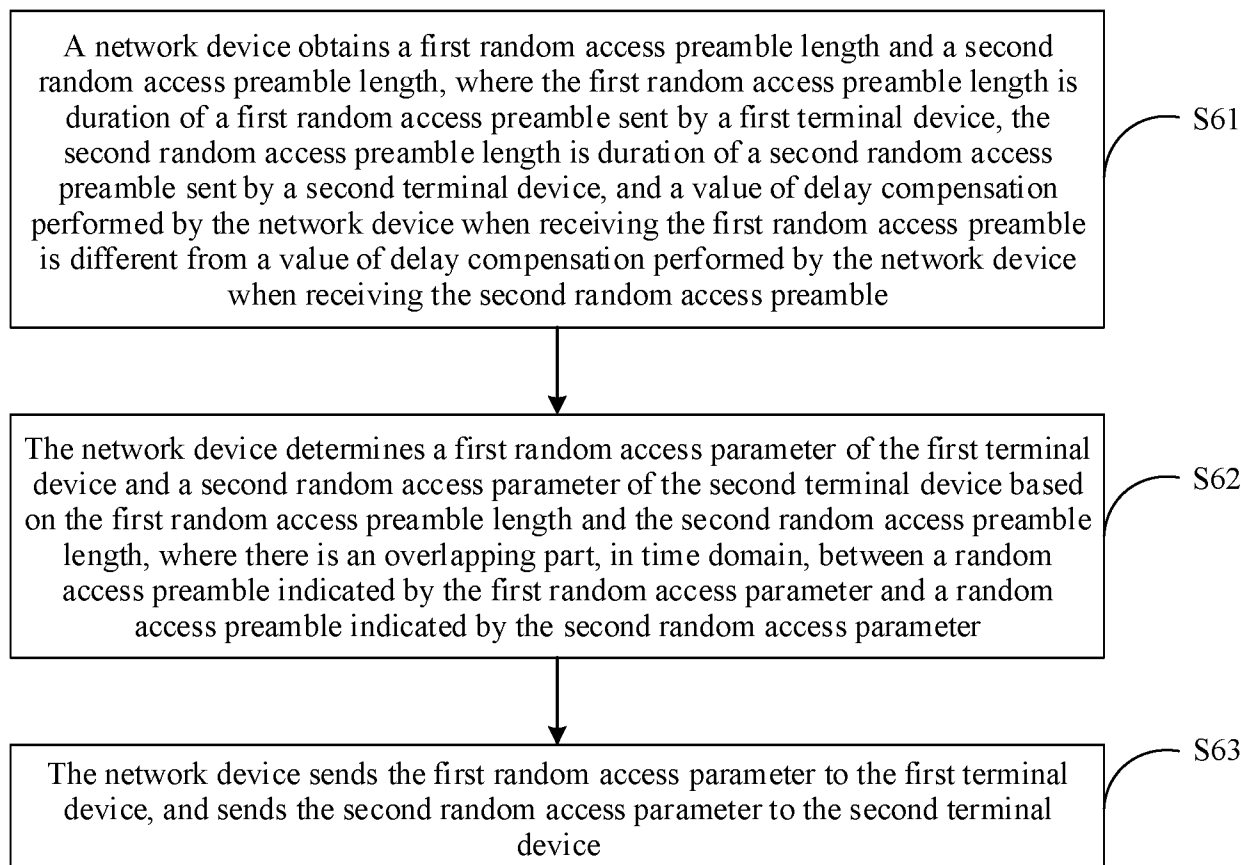 A network device obtains a first random access preamble length and a second
random access preamble length, where the first random access preamble length is
duration of a first random access preamble sent by a first terminal device, the
second random access preamble length is duration of a second random access
preamble sent by a second terminal device, and a value of delay compensation
performed by the network device when receiving the first random access preamble
is different from a value of delay compensation performed by the network device
when receiving the second random access preamble
S61
The network device determines a first random access parameter of the first terminal
device and a second random access parameter of the second terminal device based
on the first random access preamble length and the second random access preamble
length, where there is an overlapping part, in time domain, between a random
access preamble indicated by the first random access parameter and a random
access preamble indicated by the second random access parameter
S62
The network device sends the first random access parameter to the first terminal
device, and sends the second random access parameter to the second terminal
device
S63